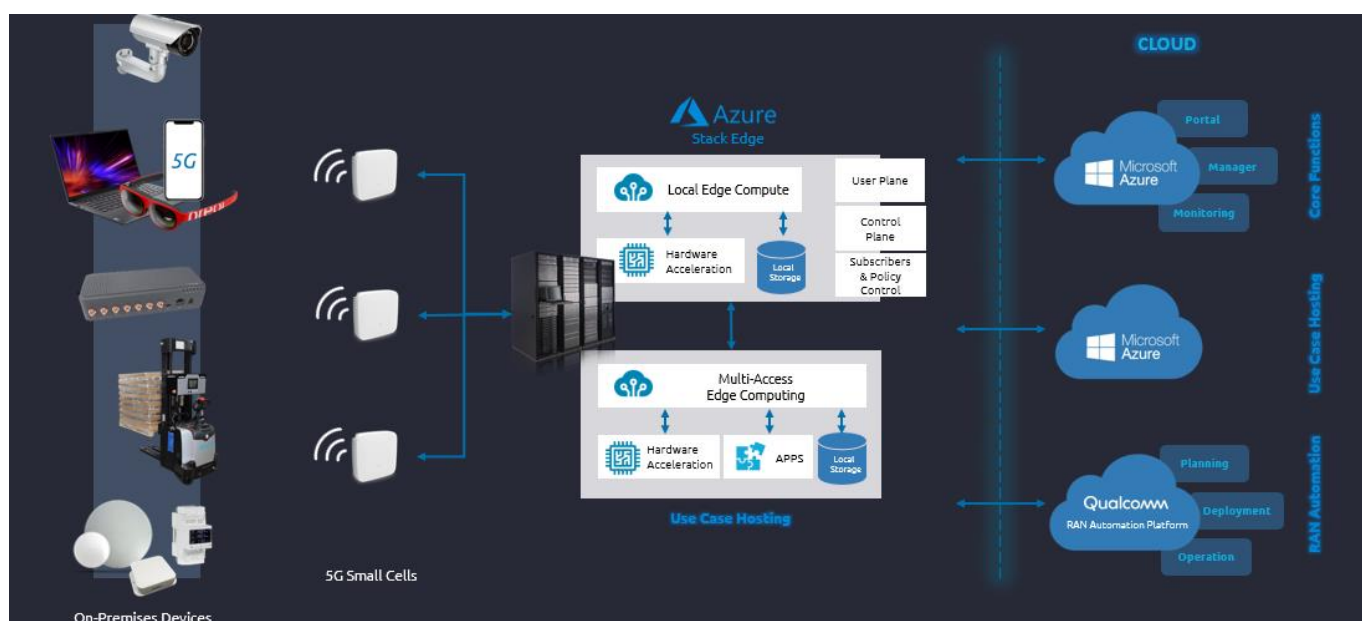 5G
On-Premises Devices
5G Small Cells
Azure
Stack Edge
Local Edge Compute
Hardware
Acceleration
Local
Storage
User Plane
Control
Plane
Subscribers
& Policy
Control
Multi-Access
Edge Computing
Hardware
Acceleration
APPS
Local
Storage
Use Case Hosting
CLOUD
Microsoft
Azure
Portal
Manager
Monitoring
Core Functions
Microsoft
Azure
Use Case Hosting
Qualcomm
RAN Automation Platform
Planning
Deployment
Operation
RAN Automation